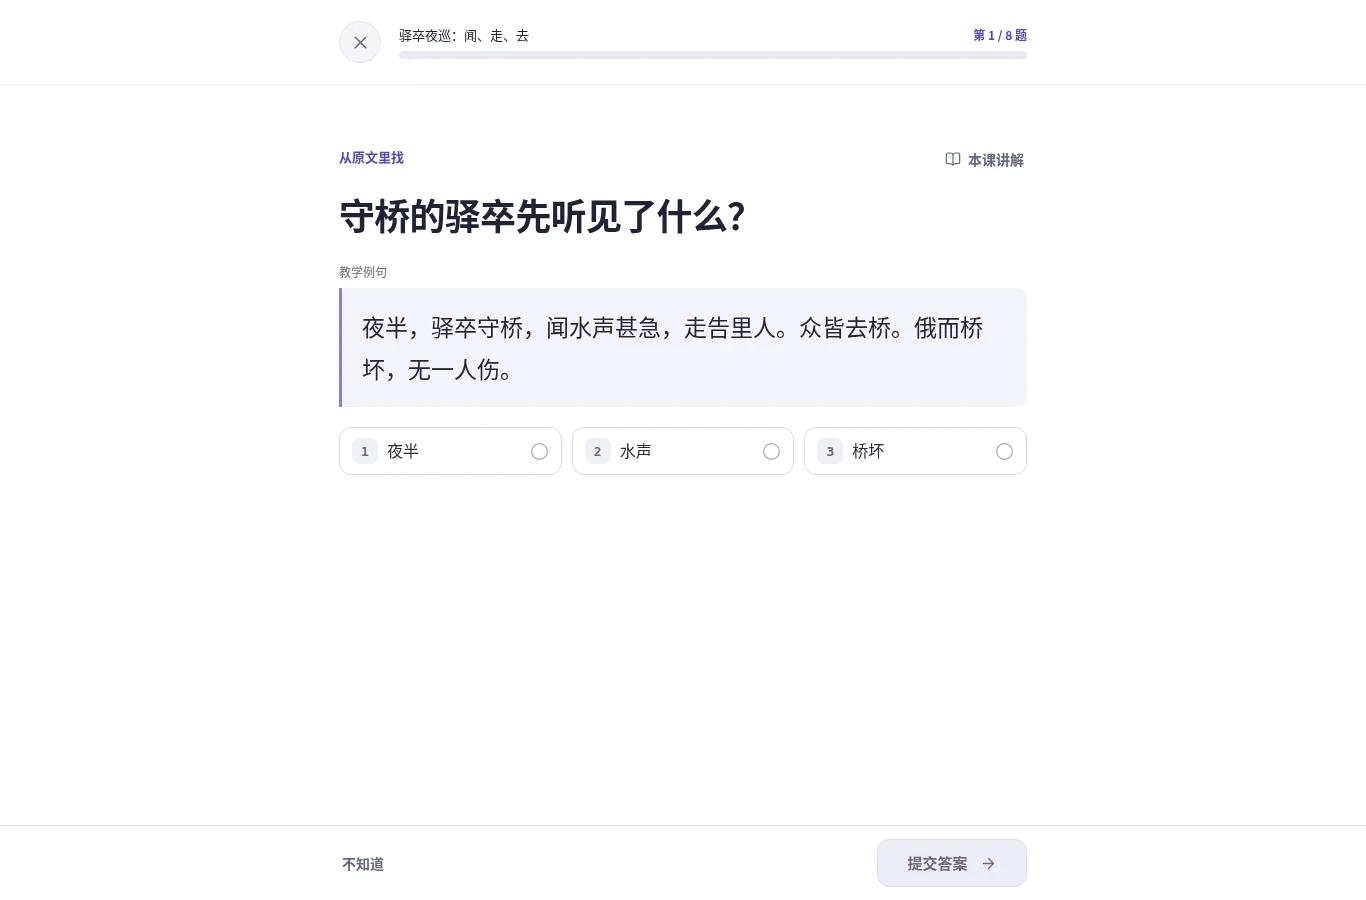 驿卒夜巡：闻、走、去
第 1 / 8 题
从原文里找
本课讲解
守桥的驿卒先听见了什么？
教学例句
夜半，驿卒守桥，闻水声甚急，走告里人。众皆去桥。俄而桥
坏，无一人伤。
1 夜半
2 水声
3 桥坏
不知道
提交答案